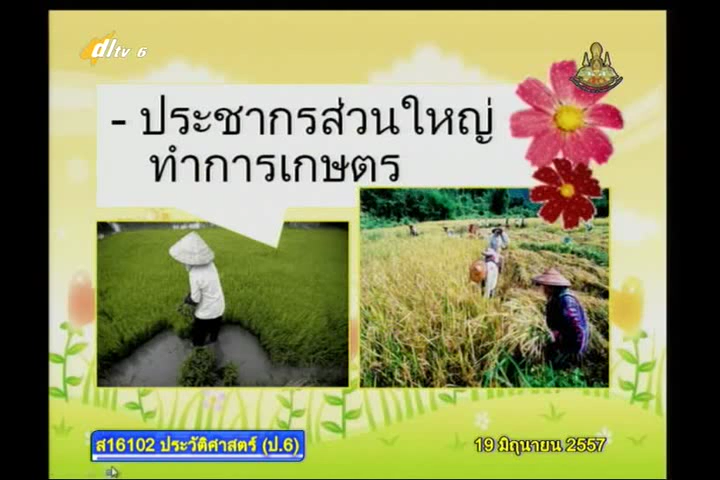 dltv 6
- ประชากรส่วนใหญ่
ทำการเกษตร
ส16102 ประวัติศาสตร์ (ป.6)
19 มิถุนายน 2557